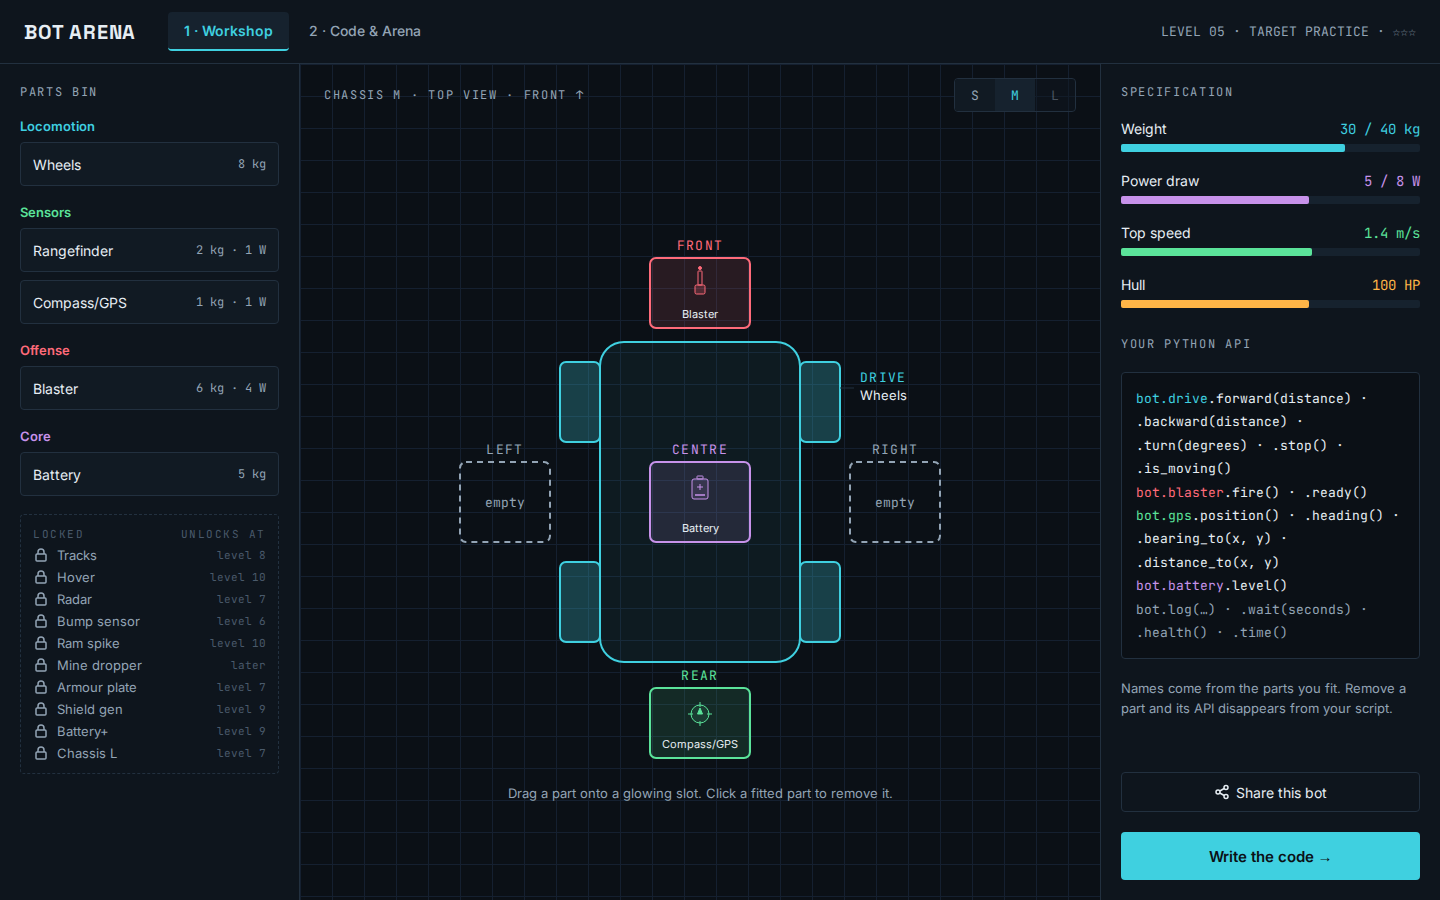 BOT ARENA
1 · Workshop
2 · Code & Arena
LEVEL 05 · TARGET PRACTICE · ☆☆☆
PARTS BIN
Locomotion
Wheels 8 kg
Sensors
Rangefinder 2 kg · 1 W
Compass/GPS 1 kg · 1 W
Offense
Blaster 6 kg · 4 W
Core
Battery 5 kg
LOCKED UNLOCKS AT
Tracks level 8
Hover level 10
Radar level 7
Bump sensor level 6
Ram spike level 10
Mine dropper later
Armour plate level 7
Shield gen level 9
Battery+ level 9
Chassis L level 7
CHASSIS M · TOP VIEW · FRONT ↑
S M L
FRONT
Blaster
DRIVE
Wheels
LEFT
empty
CENTRE
Battery
RIGHT
empty
REAR
Compass/GPS
Drag a part onto a glowing slot. Click a fitted part to remove it.
SPECIFICATION
Weight 30 / 40 kg
Power draw 5 / 8 W
Top speed 1.4 m/s
Hull 100 HP
YOUR PYTHON API
bot.drive.forward(distance) ·
.backward(distance) ·
.turn(degrees) · .stop() ·
.is_moving()
bot.blaster.fire() · .ready()
bot.gps.position() · .heading() ·
.bearing_to(x, y) ·
.distance_to(x, y)
bot.battery.level()
bot.log(…) · .wait(seconds) ·
.health() · .time()
Names come from the parts you fit. Remove a
part and its API disappears from your script.
Share this bot
Write the code →